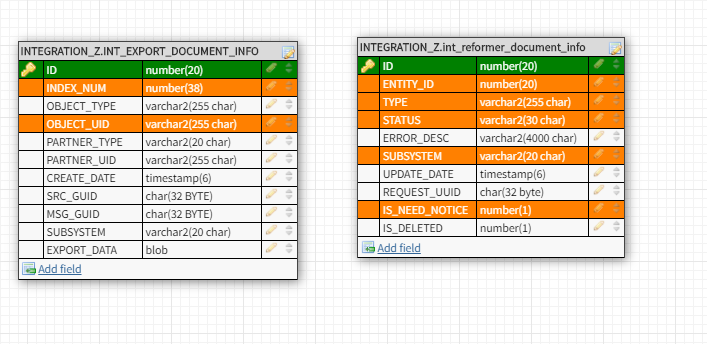 INTEGRATION_Z.INT_EXPORT_DOCUMENT_INFO
ID number(20)
INDEX_NUM number(38)
OBJECT_TYPE varchar2(255 char)
OBJECT_UID varchar2(255 char)
PARTNER_TYPE varchar2(20 char)
PARTNER_UID varchar2(255 char)
CREATE_DATE timestamp(6)
SRC_GUID char(32 BYTE)
MSG_GUID char(32 BYTE)
SUBSYSTEM varchar2(20 char)
EXPORT_DATA blob
Add field
INTEGRATION_Z.int_reformer_document_info
ID number(20)
ENTITY_ID number(20)
TYPE varchar2(255 char)
STATUS varchar2(30 char)
ERROR_DESC varchar2(4000 char)
SUBSYSTEM varchar2(20 char)
UPDATE_DATE timestamp(6)
REQUEST_UUID char(32 byte)
IS_NEED_NOTICE number(1)
IS_DELETED number(1)
Add field